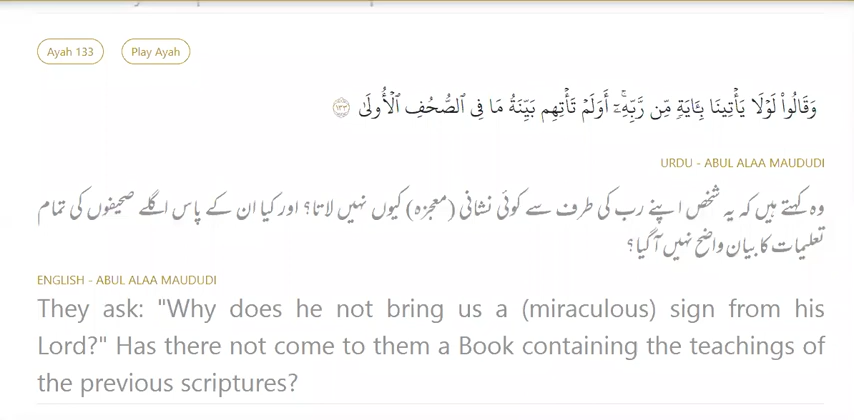 Ayah 133
Play Ayah
وَقَالُوا۟ لَوْلَا يَأْتِينَا بِـَٔايَةٍۢ مِّن رَّبِّهِۦٓ ۚ أَوَلَمْ تَأْتِهِم بَيِّنَةُ مَا فِى ٱلصُّحُفِ ٱلْأُولَىٰ ١٣٣
URDU - ABUL ALAA MAUDUDI
وہ کہتے ہیں کہ یہ شخص اپنے رب کی طرف سے کوئی نشانی (معجزہ) کیوں نہیں لاتا؟ اور کیا ان کے پاس اگلے صحیفوں کی تمام
تعلیمات کا بیان واضح نہیں آ گیا؟
ENGLISH - ABUL ALAA MAUDUDI
They ask: "Why does he not bring us a (miraculous) sign from his
Lord?" Has there not come to them a Book containing the teachings of
the previous scriptures?